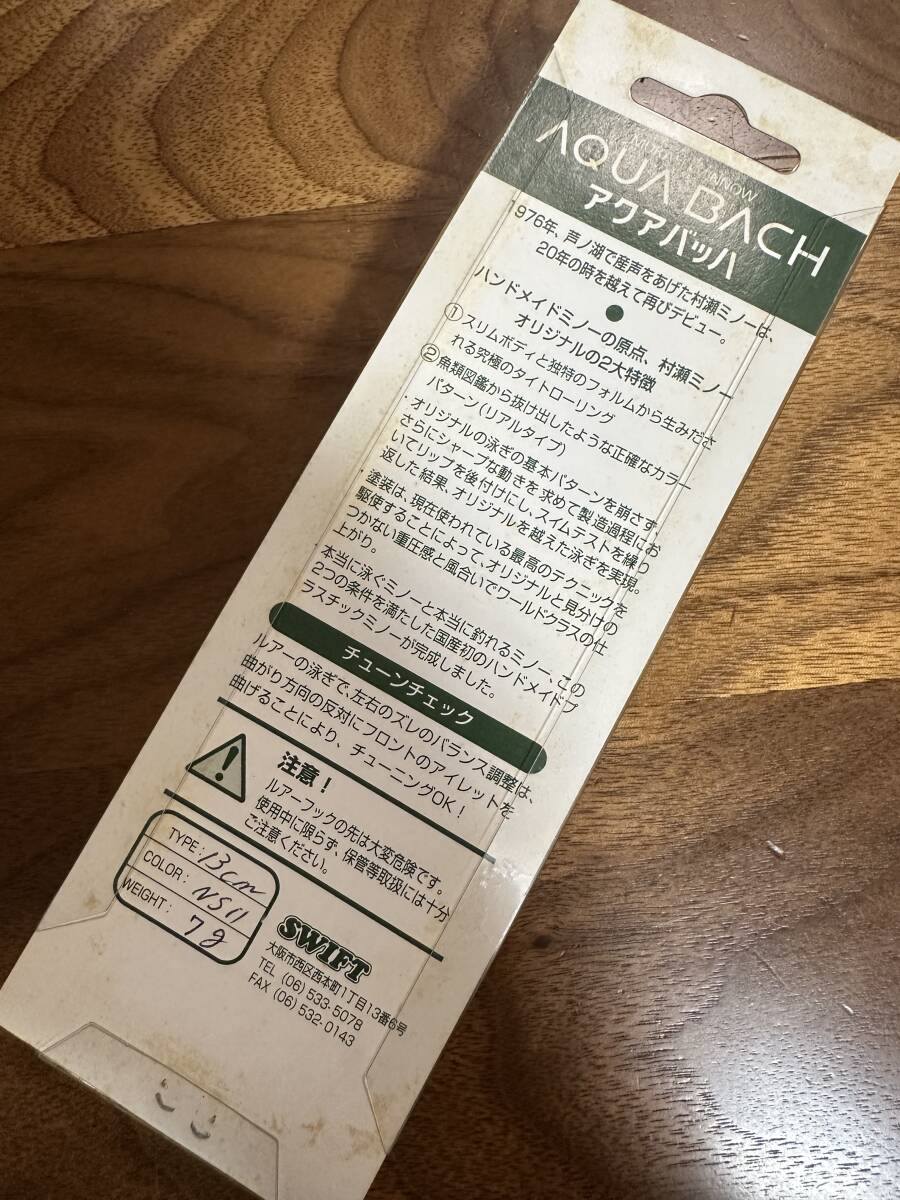 AQUA BACH
アクアバッハ
976年、芦ノ湖で産声をあげた村瀬ミノーは、
20年の時を越えて再びデビュー。
●
ハンドメイドミノーの原点、村瀬ミノー
オリジナルの2大特徴
①スリムボディと独特のフォルムから生みださ
れる究極のタイトローリング
②魚類図鑑から抜け出したような正確なカラー
パターン(リアルタイプ)
・オリジナルの泳ぎの基本パターンを崩さず
さらにシャープな動きを求めて製造過程にお
いてリップを後付けにし、スイムテストを繰り
返した結果、オリジナルを越えた泳ぎを実現。
・塗装は、現在使われている最高のテクニックを
駆使することによって、オリジナルと見分けの
つかない重圧感と風合いでワールドクラスの仕
上がり。
本当に泳ぐミノーと本当に釣れるミノー、この
2つの条件を満たした国産初のハンドメイドプ
ラスチックミノーが完成しました。
チューンチェック
ルアーの泳ぎで、左右のズレのバランス調整は、
曲がり方向の反対にフロントのアイレットを
曲げることにより、チューニングOK!
注意!
ルアーフックの先は大変危険です。
使用中に限らず、保管等取扱には十分
ご注意ください。
TYPE: 13cm
COLOR: NS11
WEIGHT: 7g
SWIFT
大阪市西区西本町1丁目13番6号
TEL (06) 533-5078
FAX (06) 532-0143